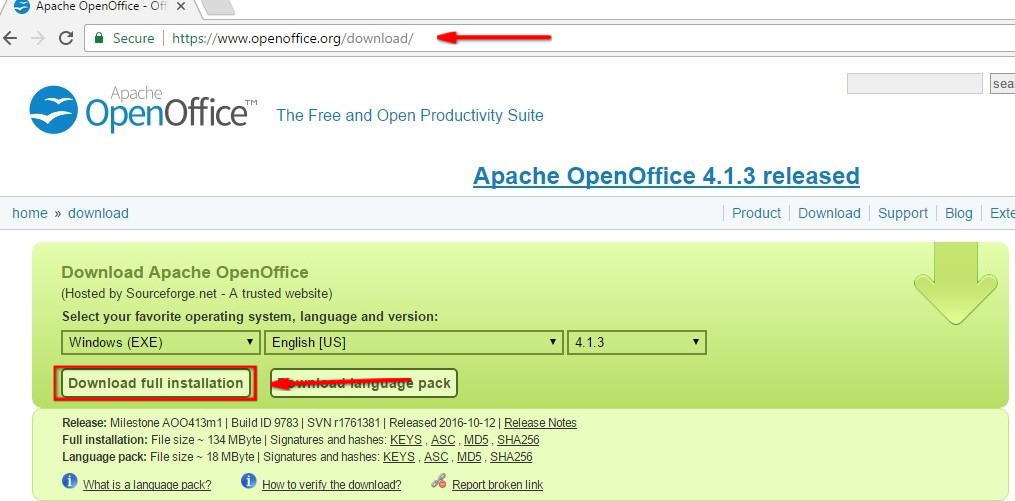 Apache OpenOffice - Off
Secure | https://www.openoffice.org/download/
Apache
OpenOffice™
The Free and Open Productivity Suite
sea
Apache OpenOffice 4.1.3 released
home » download
Product | Download | Support | Blog | Exte
Download Apache OpenOffice
(Hosted by Sourceforge.net - A trusted website)
Select your favorite operating system, language and version:
Windows (EXE) English [US] 4.1.3
Download full installation Download language pack
Release: Milestone AOO413m1 | Build ID 9783 | SVN r1761381 | Released 2016-10-12 | Release Notes
Full installation: File size ~ 134 MByte | Signatures and hashes: KEYS , ASC , MD5 , SHA256
Language pack: File size ~ 18 MByte | Signatures and hashes: KEYS , ASC , MD5 , SHA256
What is a language pack? How to verify the download? Report broken link